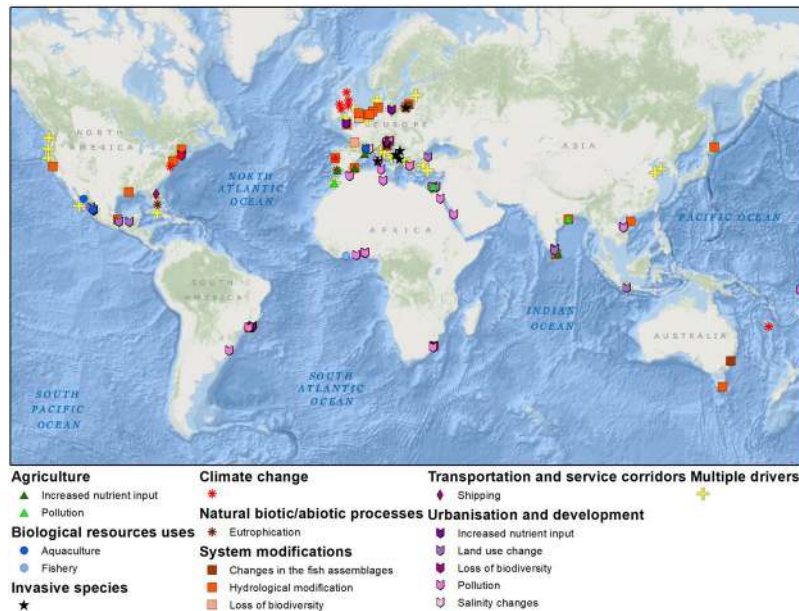 NORTH
AMERICA
EUROPE
ASIA
NORTH
ATLANTIC
OCEAN
PACIFIC
OCEAN
AFRICA
SOUTH
AMERICA
INDIAN
OCEAN
AUSTRALIA
SOUTH
ATLANTIC
OCEAN
SOUTH
PACIFIC
OCEAN
Agriculture
Increased nutrient input
Pollution
Biological resources uses
Aquaculture
Fishery
Invasive species
Climate change
Natural biotic/abiotic processes
Eutrophication
System modifications
Changes in the fish assemblages
Hydrological modification
Loss of biodiversity
Transportation and service corridors
Shipping
Urbanisation and development
Increased nutrient input
Land use change
Loss of biodiversity
Pollution
Salinity changes
Multiple drivers